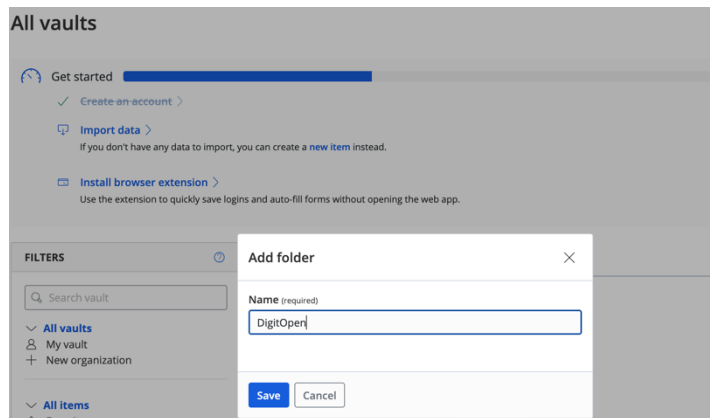 All vaults
Get started
Create an account
Import data
If you don't have any data to import, you can create a new item instead.
Install browser extension
Use the extension to quickly save logins and auto-fill forms without opening the web app.
FILTERS
Search vault
All vaults
My vault
New organization
All items
Add folder
Name (required)
DigitOpen
Save
Cancel